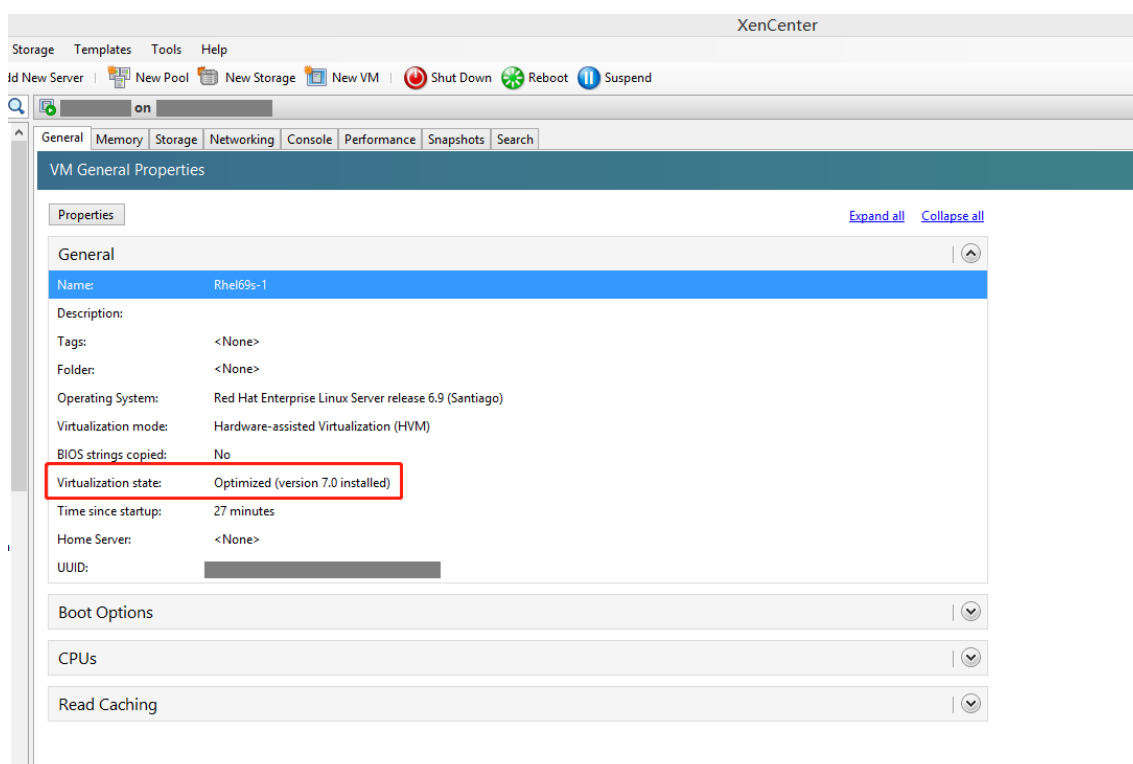 XenCenter
Storage Templates Tools Help
dd New Server New Pool New Storage New VM Shut Down Reboot Suspend
on
General Memory Storage Networking Console Performance Snapshots Search
VM General Properties
Properties Expand all Collapse all
General
Name: Rhel69s-1
Description:
Tags: <None>
Folder: <None>
Operating System: Red Hat Enterprise Linux Server release 6.9 (Santiago)
Virtualization mode: Hardware-assisted Virtualization (HVM)
BIOS strings copied: No
Virtualization state: Optimized (version 7.0 installed)
Time since startup: 27 minutes
Home Server: <None>
UUID:
Boot Options
CPUs
Read Caching